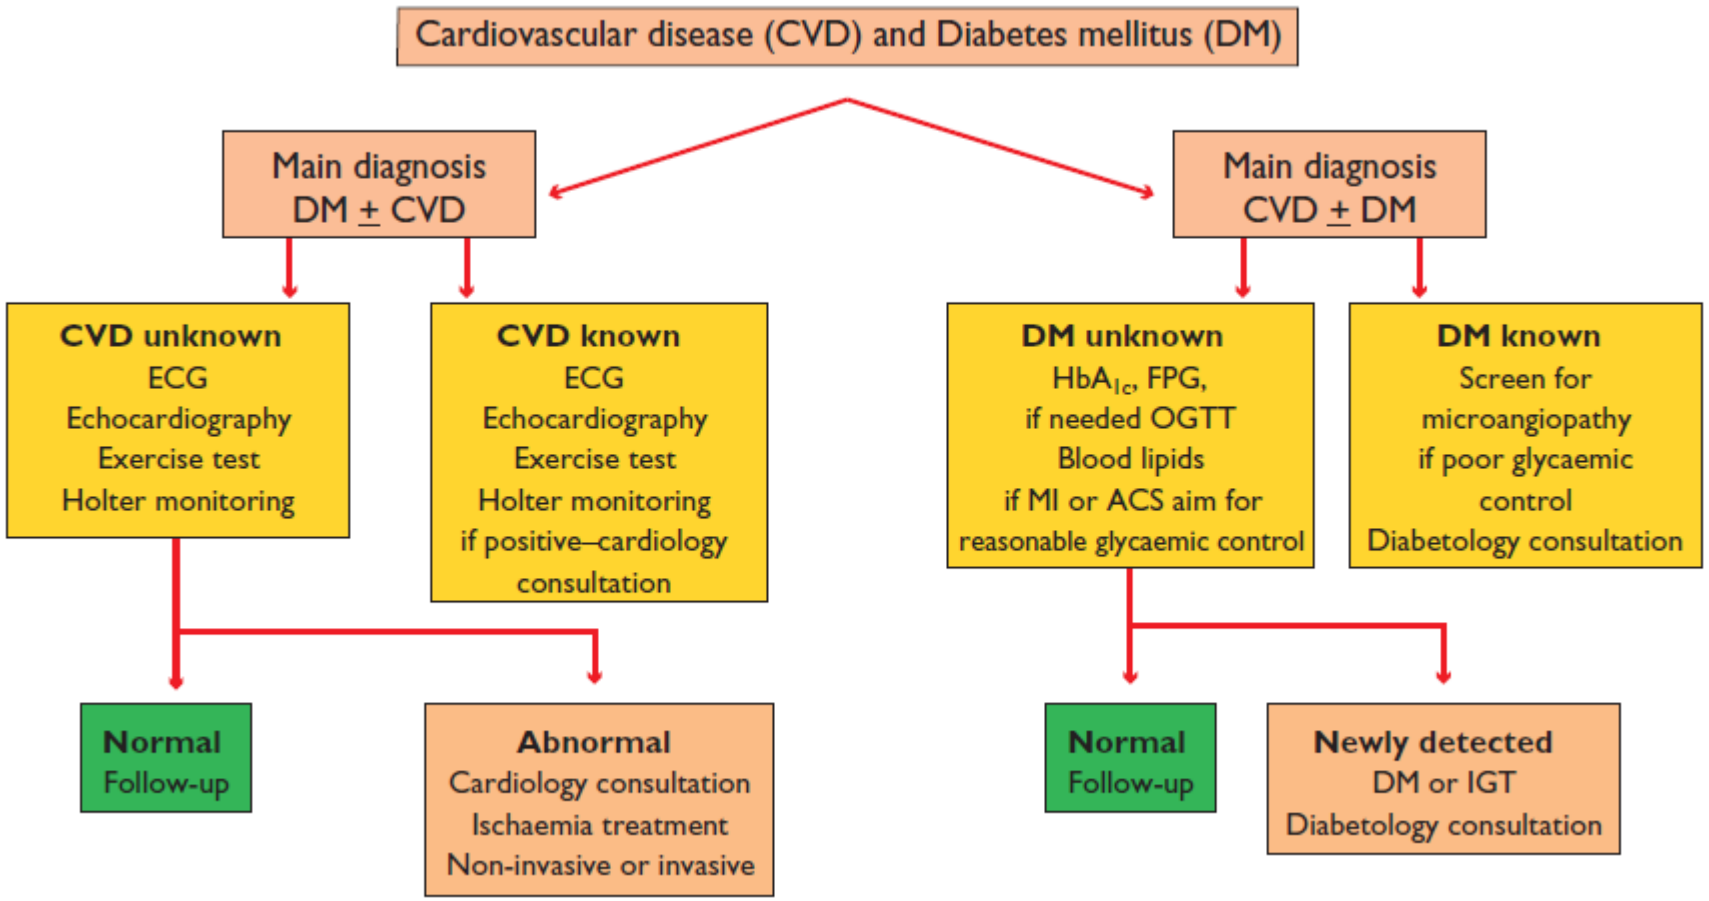 Cardiovascular disease (CVD) and Diabetes mellitus (DM)
Main diagnosis
DM ± CVD
Main diagnosis
CVD ± DM
CVD unknown
ECG
Echocardiography
Exercise test
Holter monitoring
CVD known
ECG
Echocardiography
Exercise test
Holter monitoring
if positive–cardiology
consultation
DM unknown
HbA1c, FPG,
if needed OGTT
Blood lipids
if MI or ACS aim for
reasonable glycaemic control
DM known
Screen for
microangiopathy
if poor glycaemic
control
Diabetology consultation
Normal
Follow-up
Abnormal
Cardiology consultation
Ischaemia treatment
Non-invasive or invasive
Normal
Follow-up
Newly detected
DM or IGT
Diabetology consultation